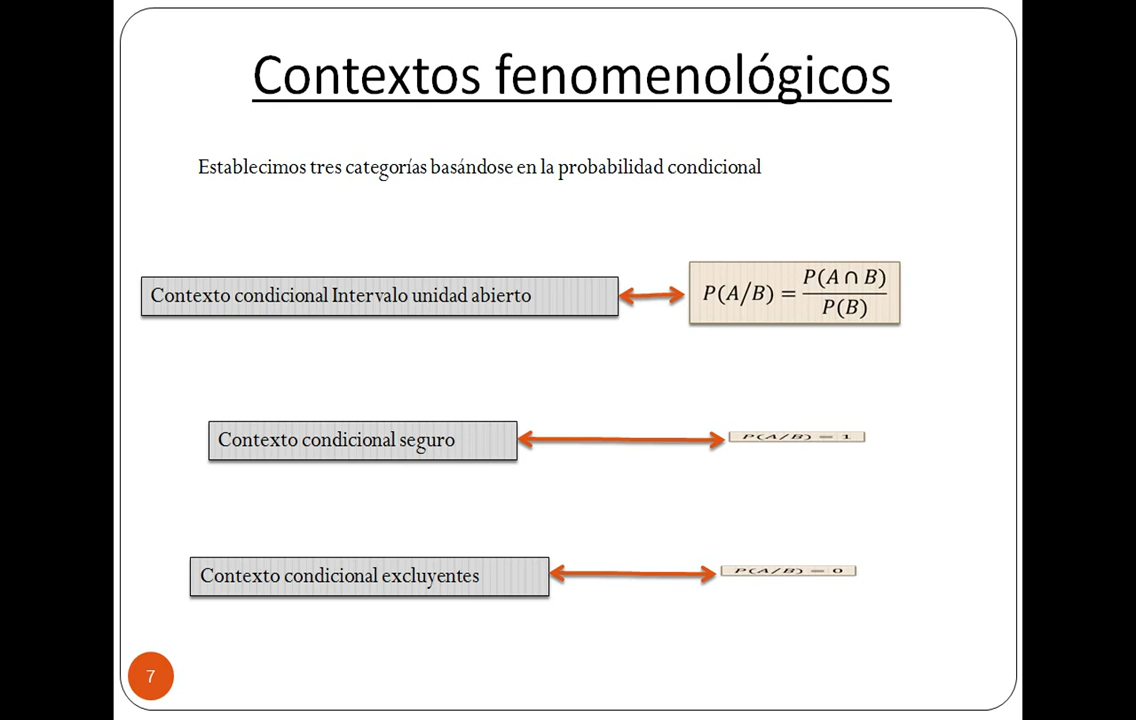 Contextos fenomenológicos
Establecimos tres categorías basándose en la probabilidad condicional
Contexto condicional Intervalo unidad abierto
P(A/B) = P(A ∩ B) / P(B)
Contexto condicional seguro
P(A/B) = 1
Contexto condicional excluyentes
P(A/B) = 0
7